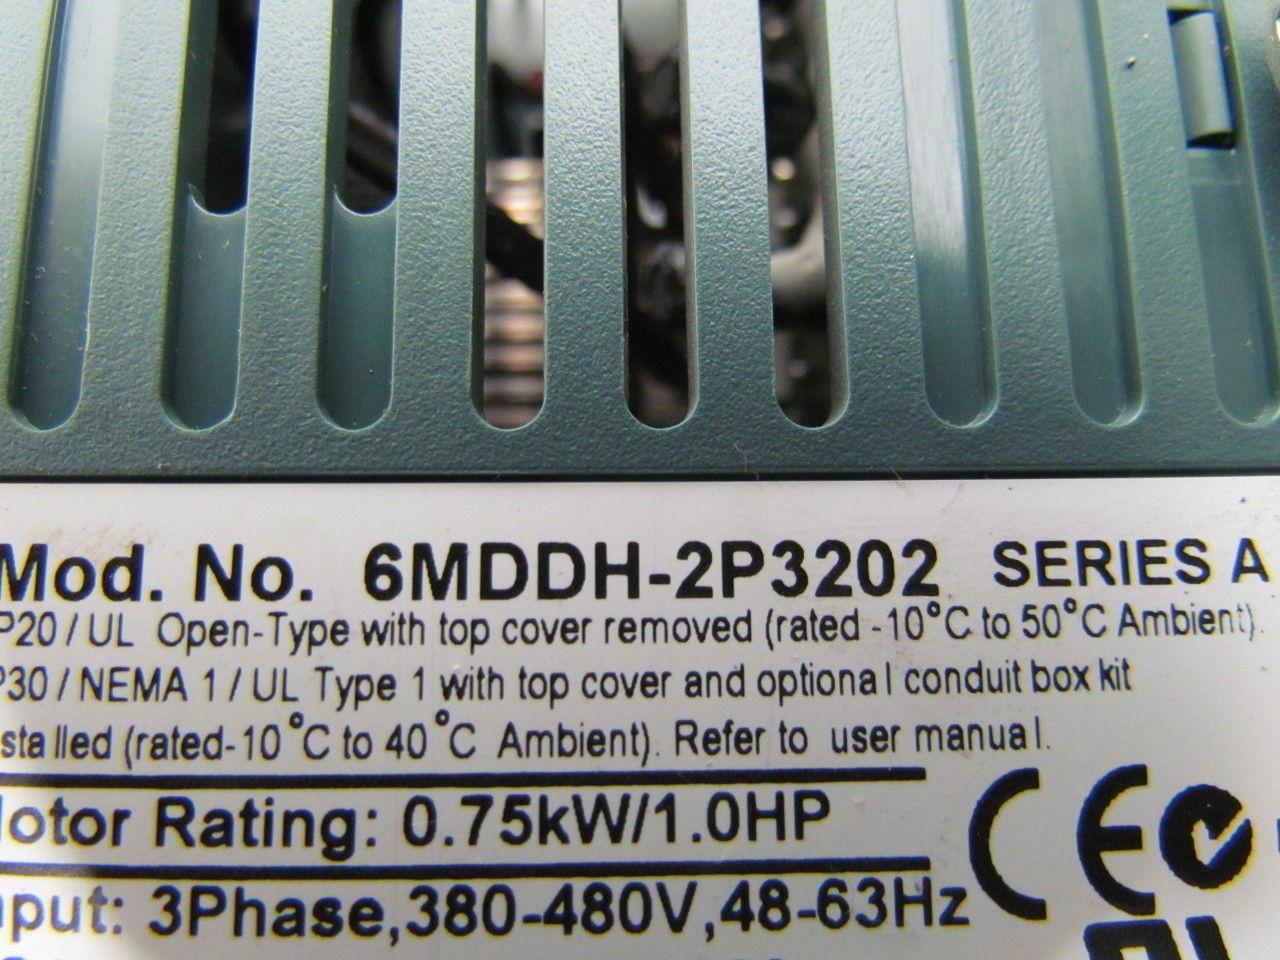 Mod. No. 6MDDH-2P3202 SERIES A
P20 / UL Open-Type with top cover removed (rated -10°C to 50°C Ambient).
P30 / NEMA 1 / UL Type 1 with top cover and optional conduit box kit
stalled (rated-10°C to 40°C Ambient). Refer to user manual.
otor Rating: 0.75kW/1.0HP
CE
put: 3Phase,380-480V,48-63Hz